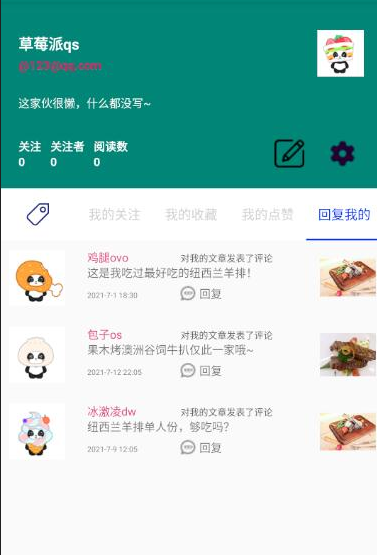 草莓派qs
@123@qq.com
这家伙很懒，什么都没写~
关注 关注者 阅读数
0 0 0
我的关注 我的收藏 我的点赞 回复我的
鸡腿ovo 对我的文章发表了评论
这是我吃过最好吃的纽西兰羊排！
2021-7-1 18:30 回复
包子os 对我的文章发表了评论
果木烤澳洲谷饲牛扒仅此一家哦~
2021-7-12 22:05 回复
冰激凌dw 对我的文章发表了评论
纽西兰羊排单人份，够吃吗？
2021-7-9 12:05 回复